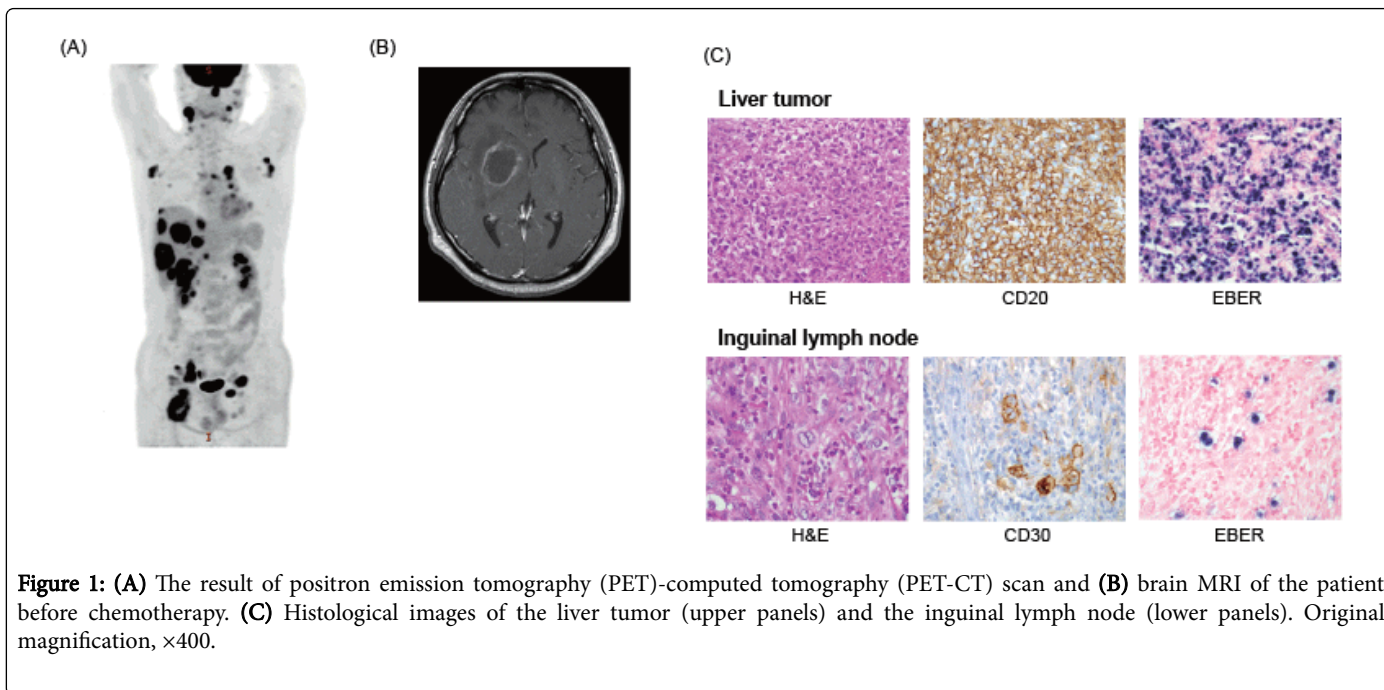 (A)
(B)
(C)
S
I
Liver tumor
H&E
CD20
EBER
Inguinal lymph node
H&E
CD30
EBER
Figure 1: (A) The result of positron emission tomography (PET)-computed tomography (PET-CT) scan and (B) brain MRI of the patient
before chemotherapy. (C) Histological images of the liver tumor (upper panels) and the inguinal lymph node (lower panels). Original
magnification, ×400.